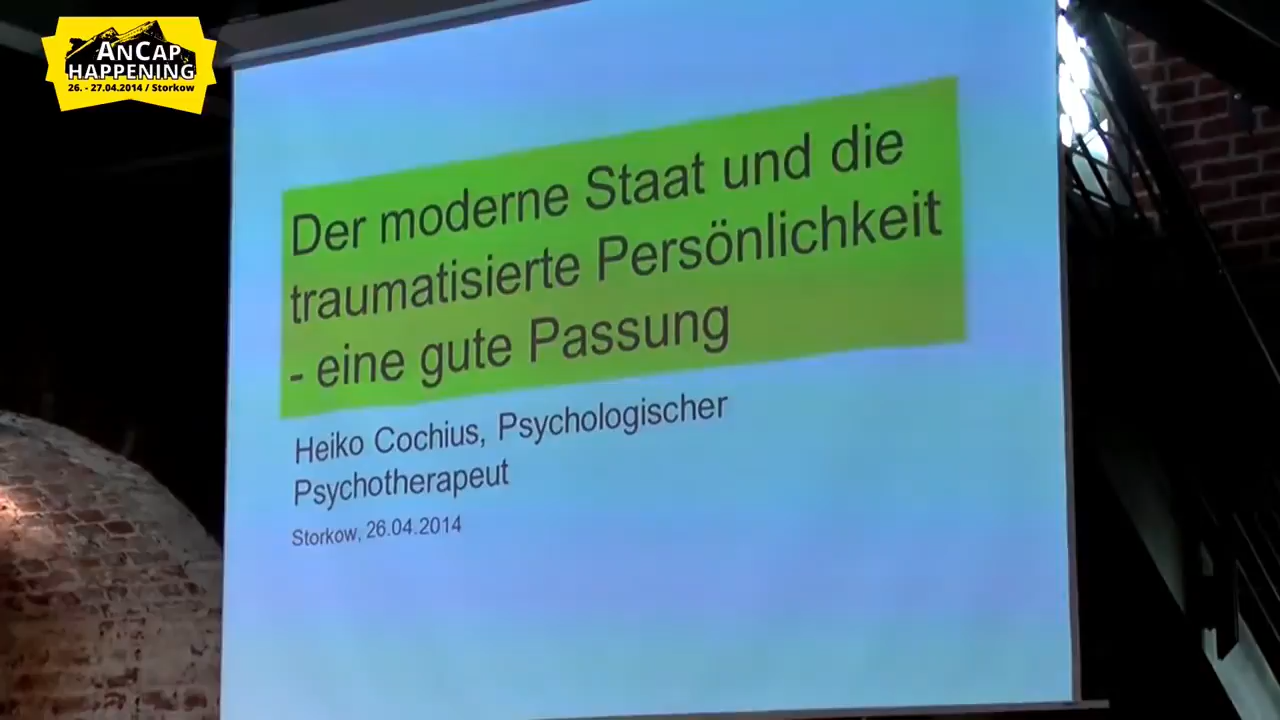 ANCAP
HAPPENING
26. - 27.04.2014 / Storkow
Der moderne Staat und die
traumatisierte Persönlichkeit
- eine gute Passung
Heiko Cochius, Psychologischer
Psychotherapeut
Storkow, 26.04.2014